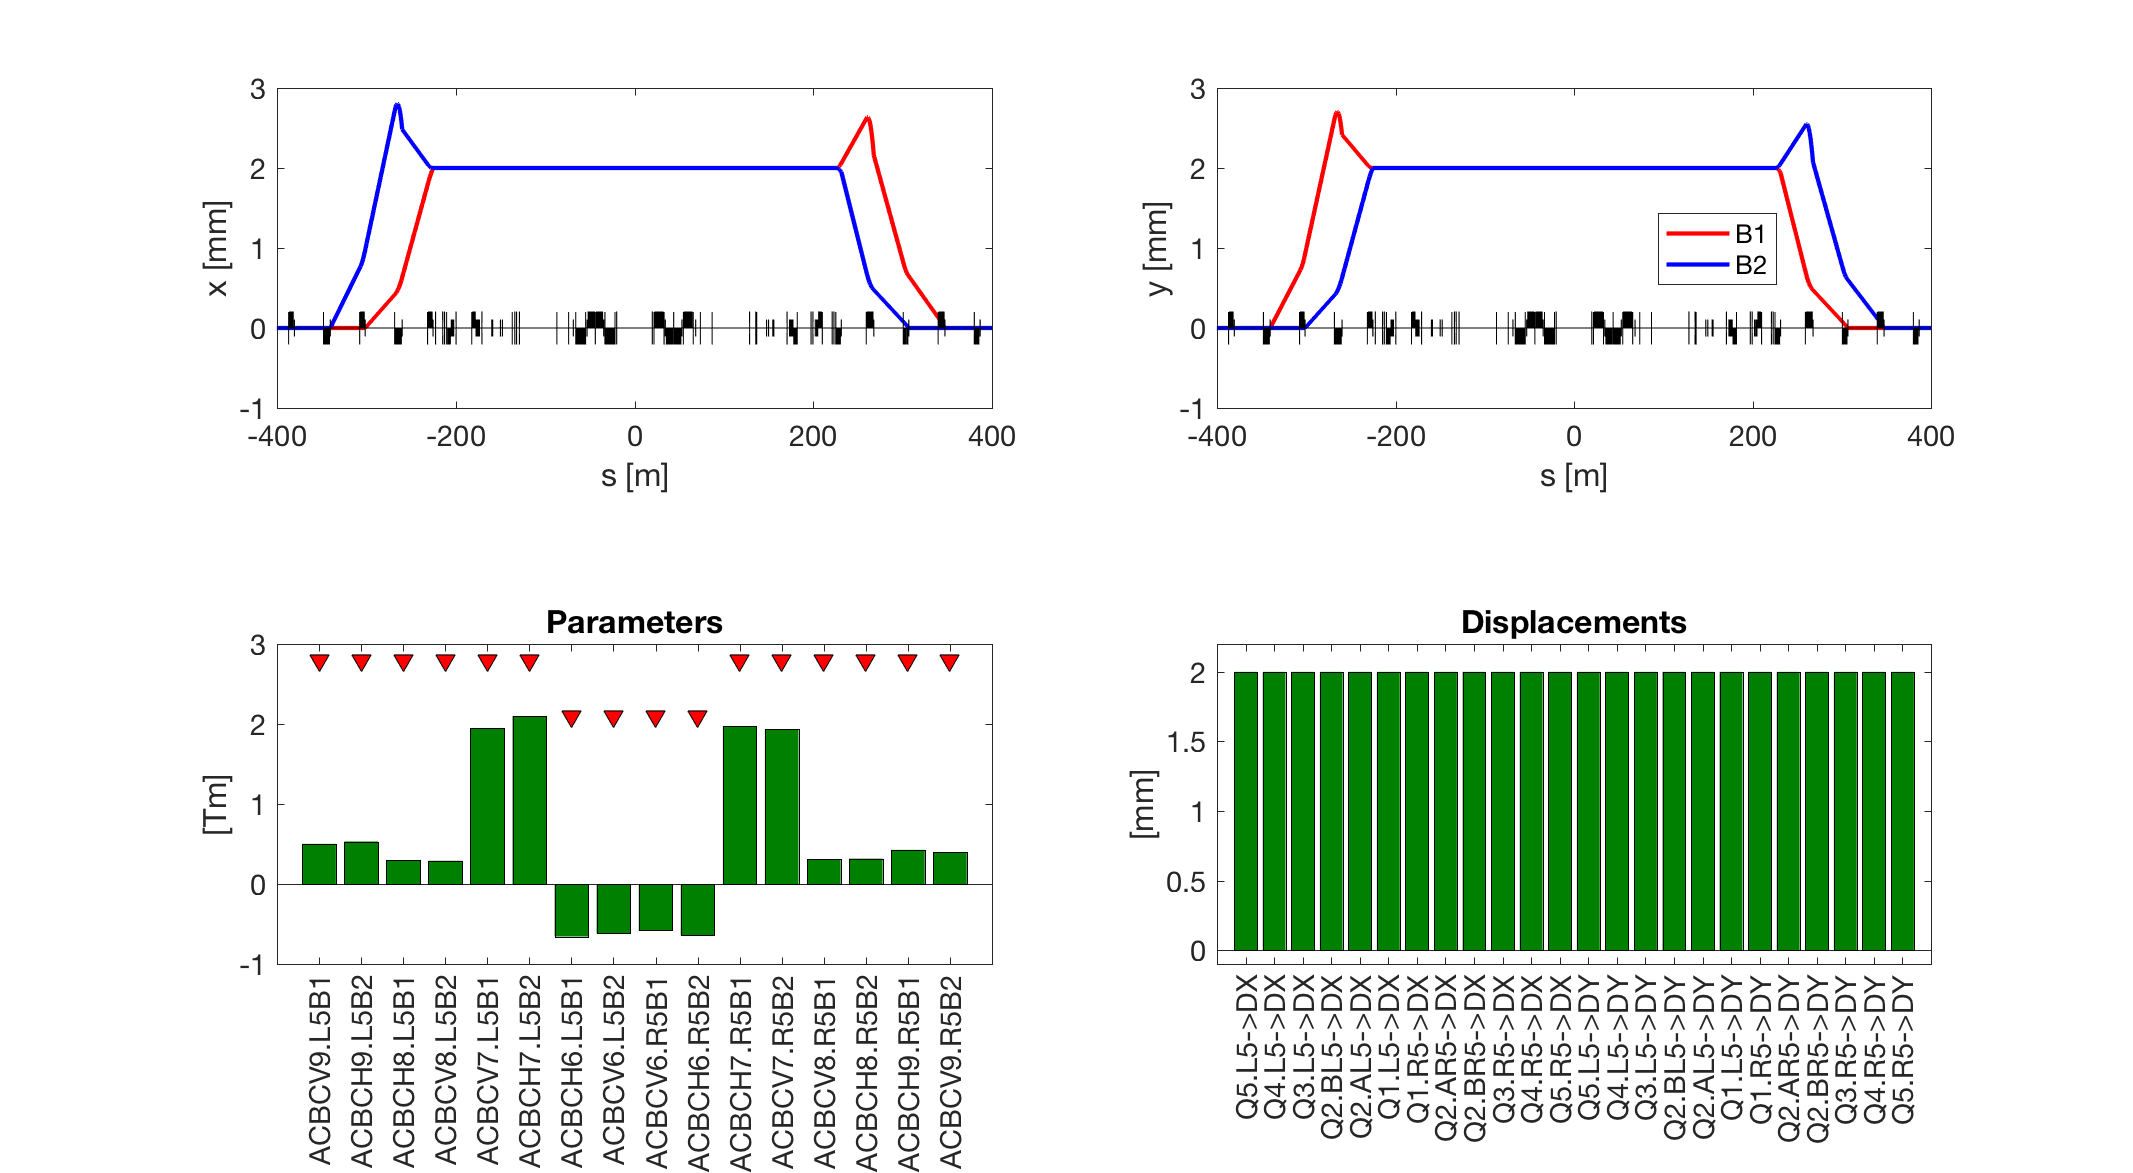 3
2
1
0
-1
x [mm]
-400
-200
0
200
400
s [m]
3
2
1
0
-1
y [mm]
B1
B2
-400
-200
0
200
400
s [m]
Parameters
3
2
1
0
-1
[Tm]
ACBCV9.L5B1
ACBCH9.L5B2
ACBCH8.L5B1
ACBCV8.L5B2
ACBCV7.L5B1
ACBCH7.L5B2
ACBCH6.L5B1
ACBCV6.L5B2
ACBCV6.R5B1
ACBCH6.R5B2
ACBCH7.R5B1
ACBCV7.R5B2
ACBCV8.R5B1
ACBCH8.R5B2
ACBCH9.R5B1
ACBCV9.R5B2
Displacements
2
1.5
1
0.5
0
[mm]
Q5.L5->DX
Q4.L5->DX
Q3.L5->DX
Q2.BL5->DX
Q2.AL5->DX
Q1.L5->DX
Q1.R5->DX
Q2.AR5->DX
Q2.BR5->DX
Q3.R5->DX
Q4.R5->DX
Q5.R5->DX
Q5.L5->DY
Q4.L5->DY
Q3.L5->DY
Q2.BL5->DY
Q2.AL5->DY
Q1.L5->DY
Q1.R5->DY
Q2.AR5->DY
Q2.BR5->DY
Q3.R5->DY
Q4.R5->DY
Q5.R5->DY